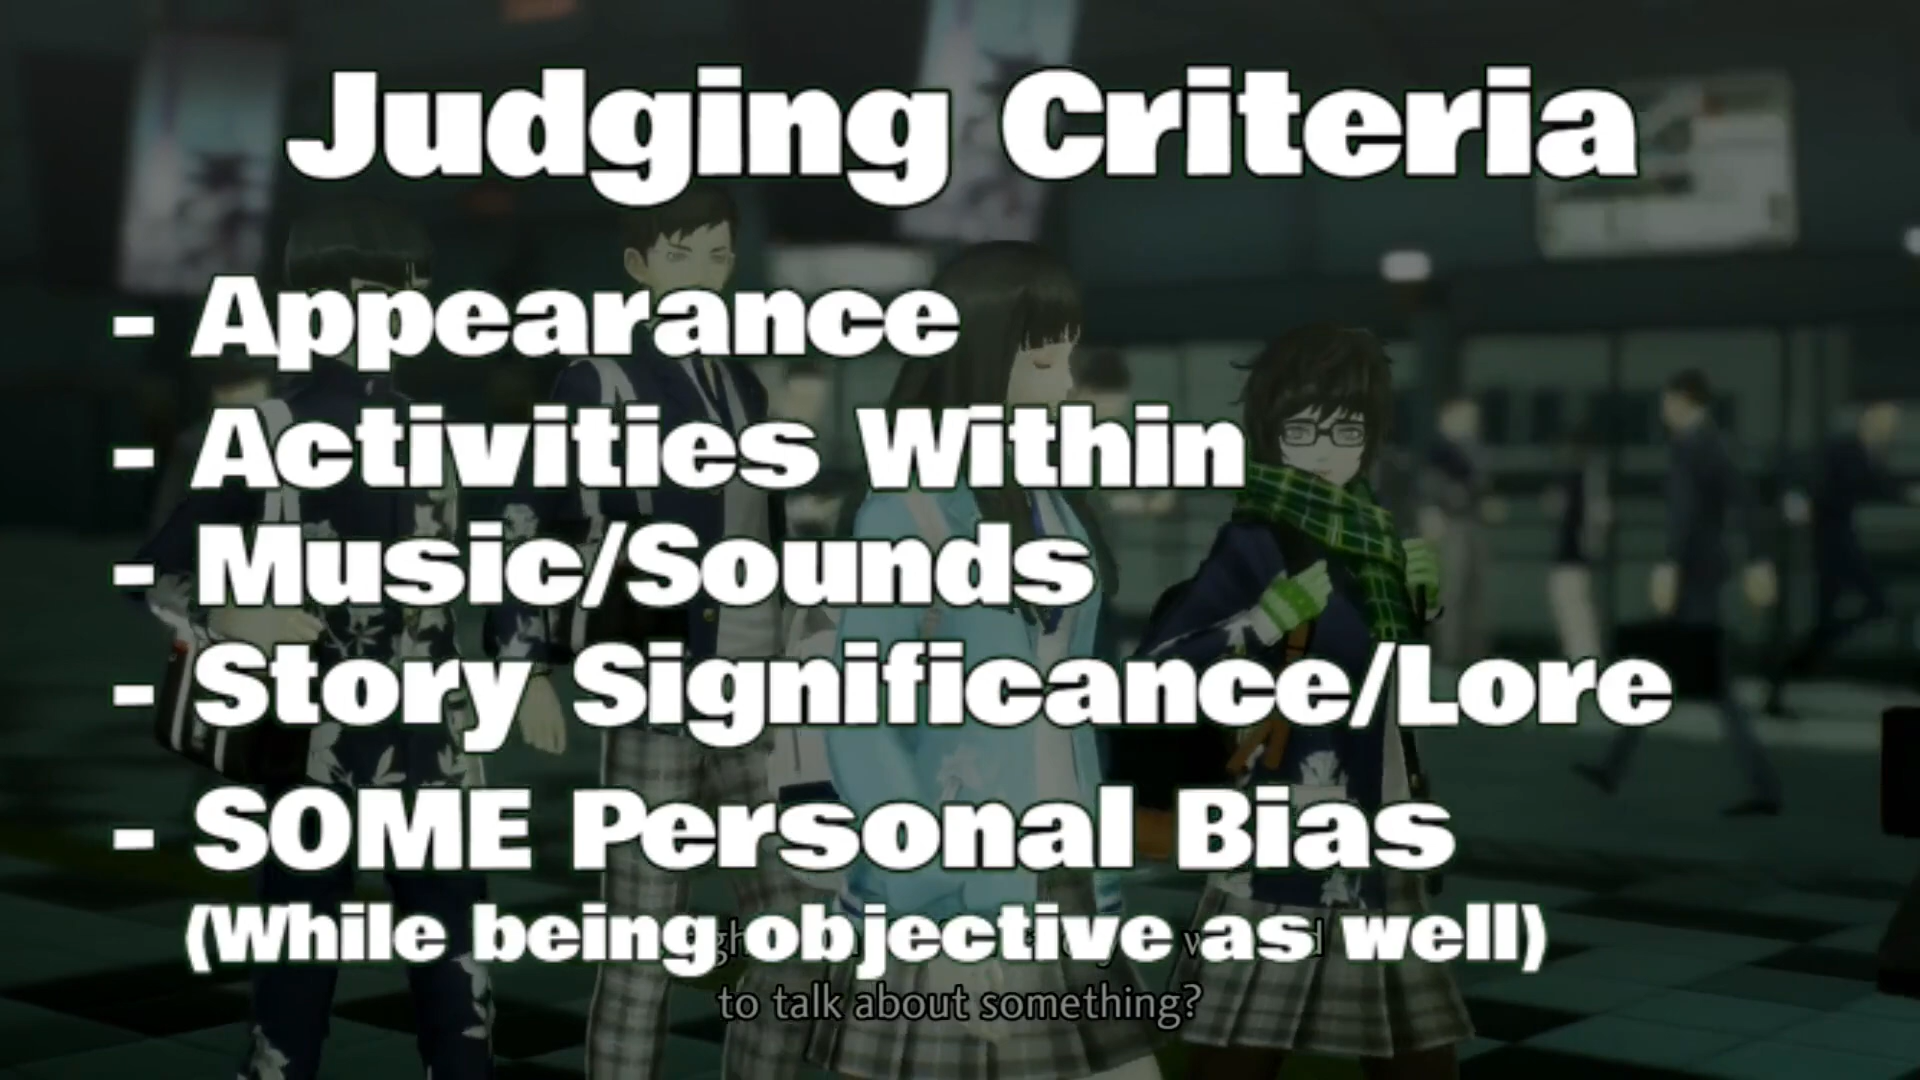 Judging Criteria
- Appearance
- Activities Within
- Music/Sounds
- Story Significance/Lore
- SOME Personal Bias
(While being objective as well)
to talk about something?